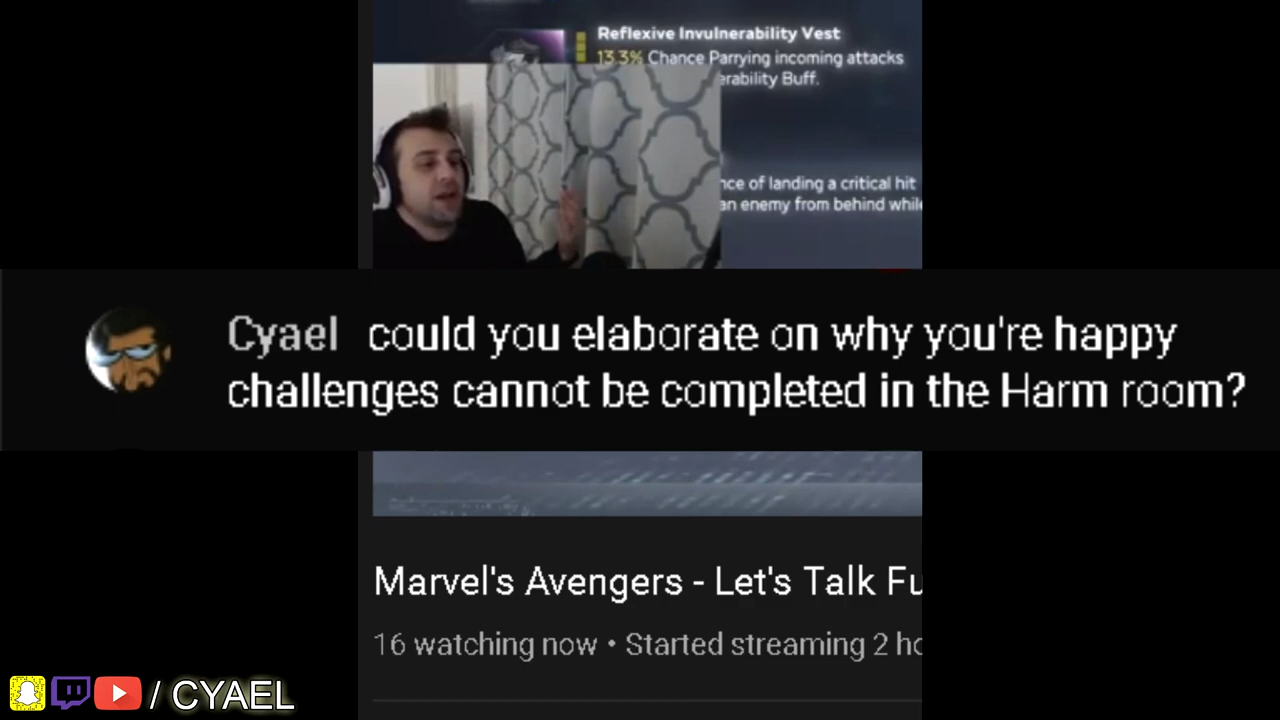 Reflexive Invulnerability Vest
13.3% Chance Parrying incoming attacks
erability Buff.
nce of landing a critical hit
an enemy from behind while
Cyael could you elaborate on why you're happy
challenges cannot be completed in the Harm room?
Marvel's Avengers - Let's Talk Fu
16 watching now • Started streaming 2 ho
/ CYAEL